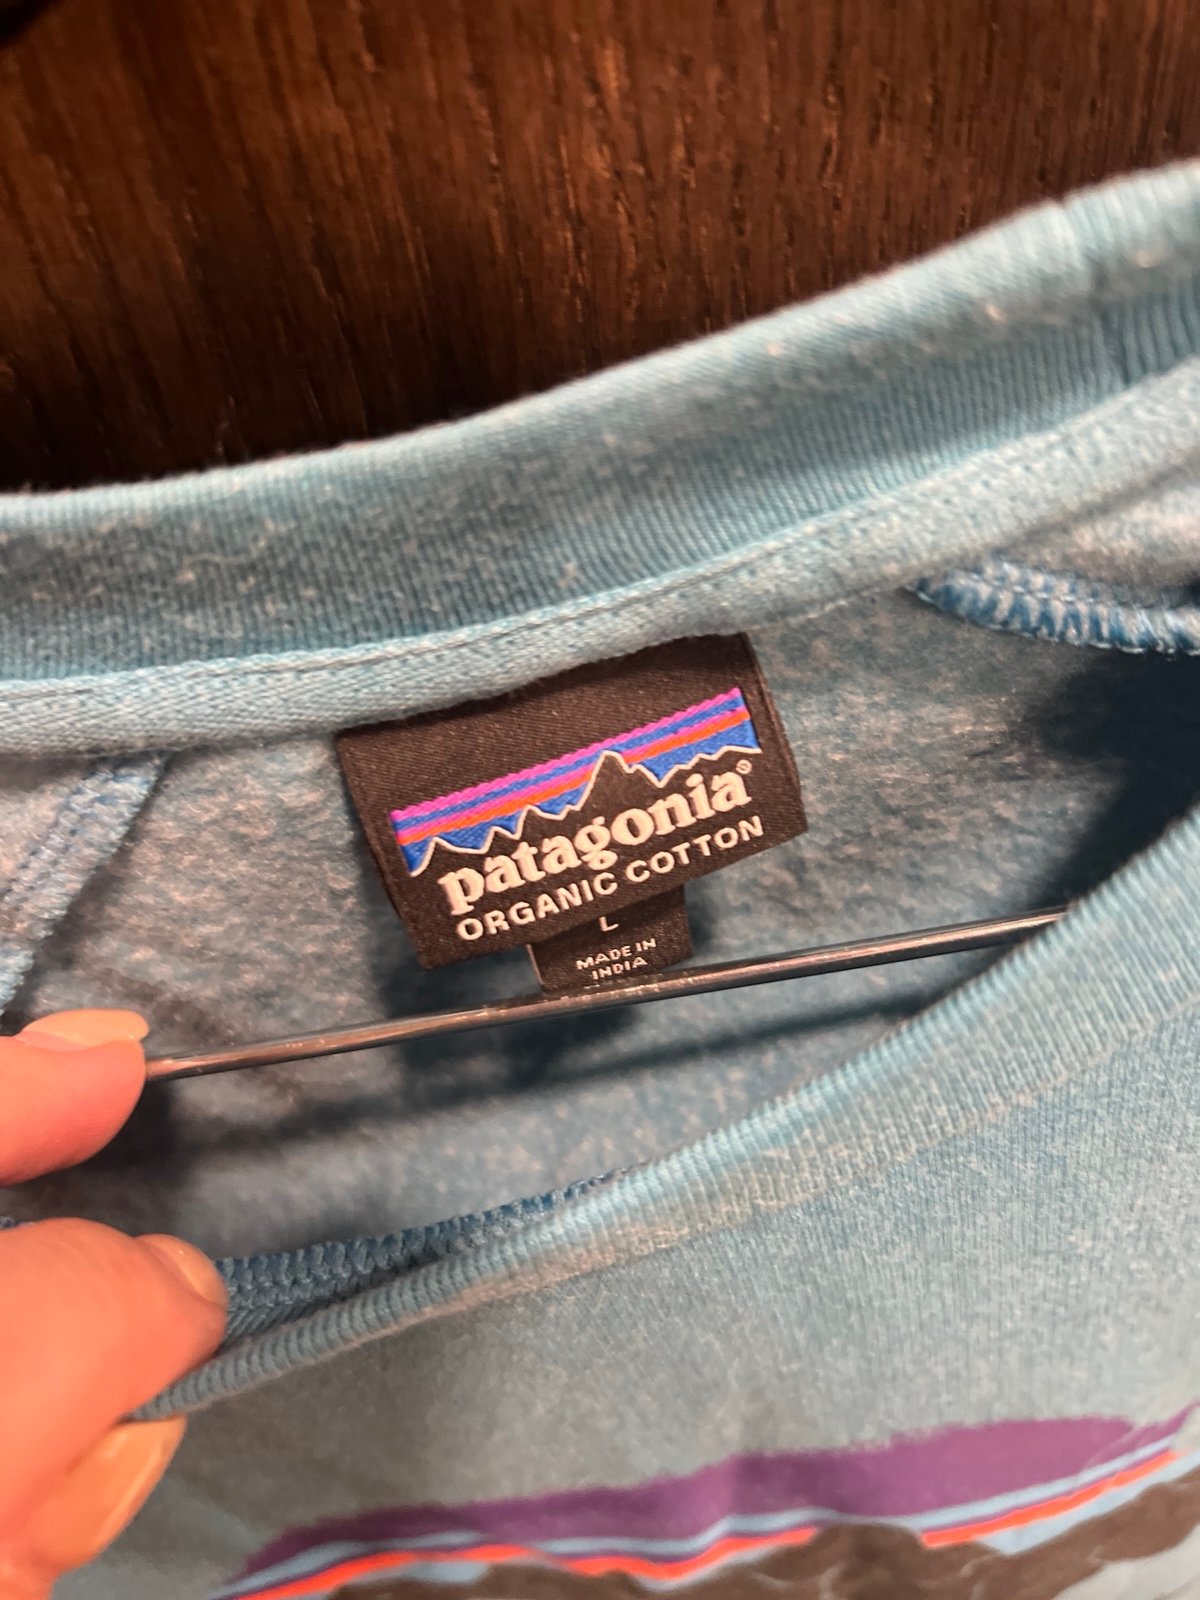 patagonia®
ORGANIC COTTON
L
MADE IN
INDIA